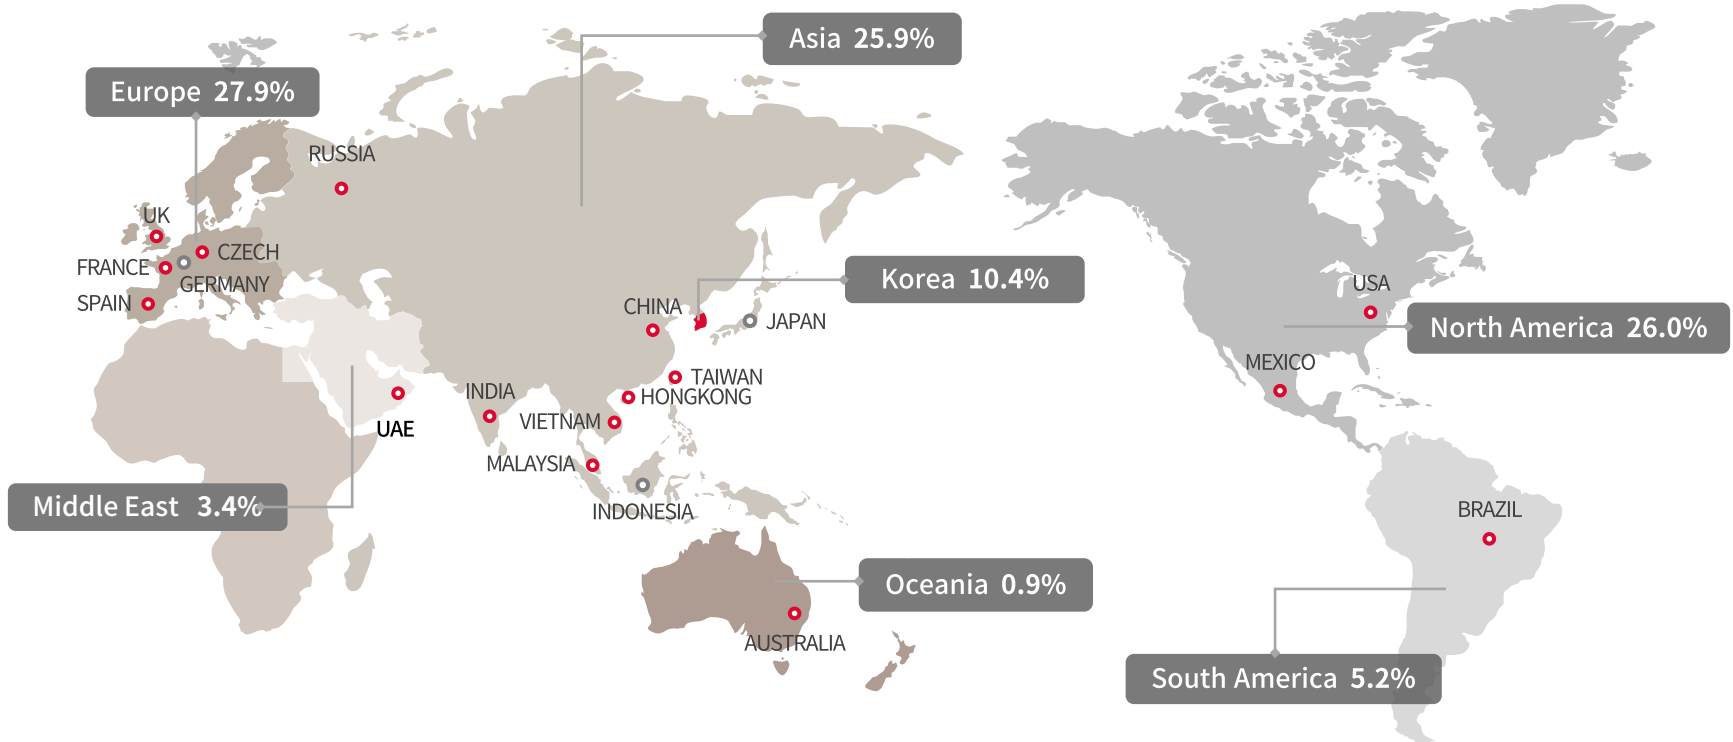 Asia 25.9%
Europe 27.9%
RUSSIA
UK
CZECH
FRANCE
GERMANY
SPAIN
Korea 10.4%
CHINA
JAPAN
USA
North America 26.0%
MEXICO
TAIWAN
INDIA
HONGKONG
VIETNAM
UAE
MALAYSIA
Middle East 3.4%
INDONESIA
BRAZIL
Oceania 0.9%
AUSTRALIA
South America 5.2%